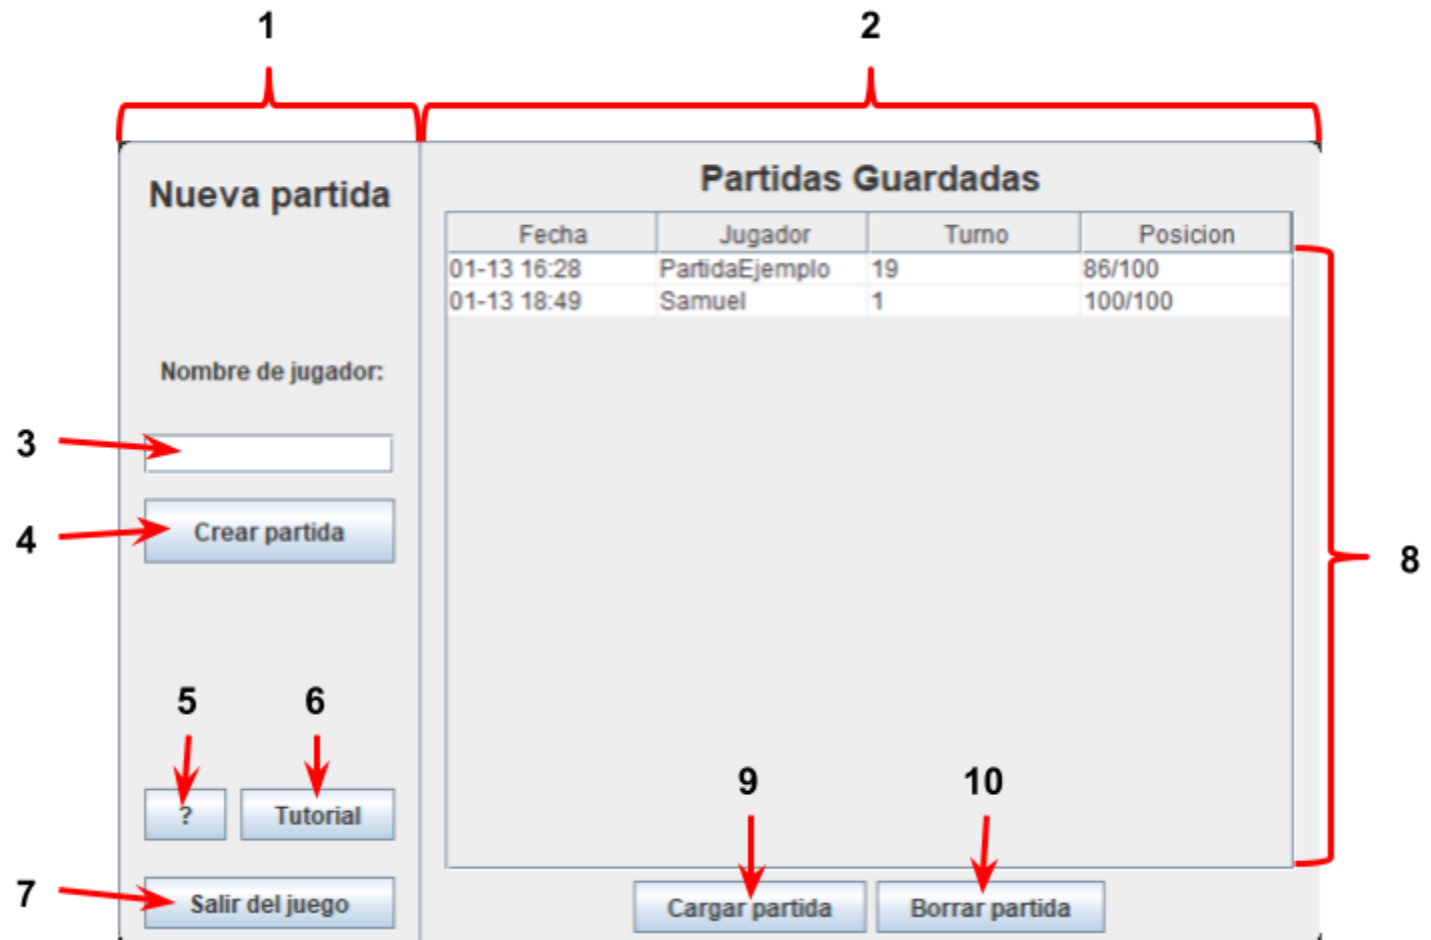 1
2
Nueva partida
Partidas Guardadas
Fecha Jugador Turno Posicion
01-13 16:28 PartidaEjemplo 19 86/100
01-13 18:49 Samuel 1 100/100
Nombre de jugador:
3
4
Crear partida
8
5
6
? Tutorial
7
Salir del juego
9
10
Cargar partida
Borrar partida